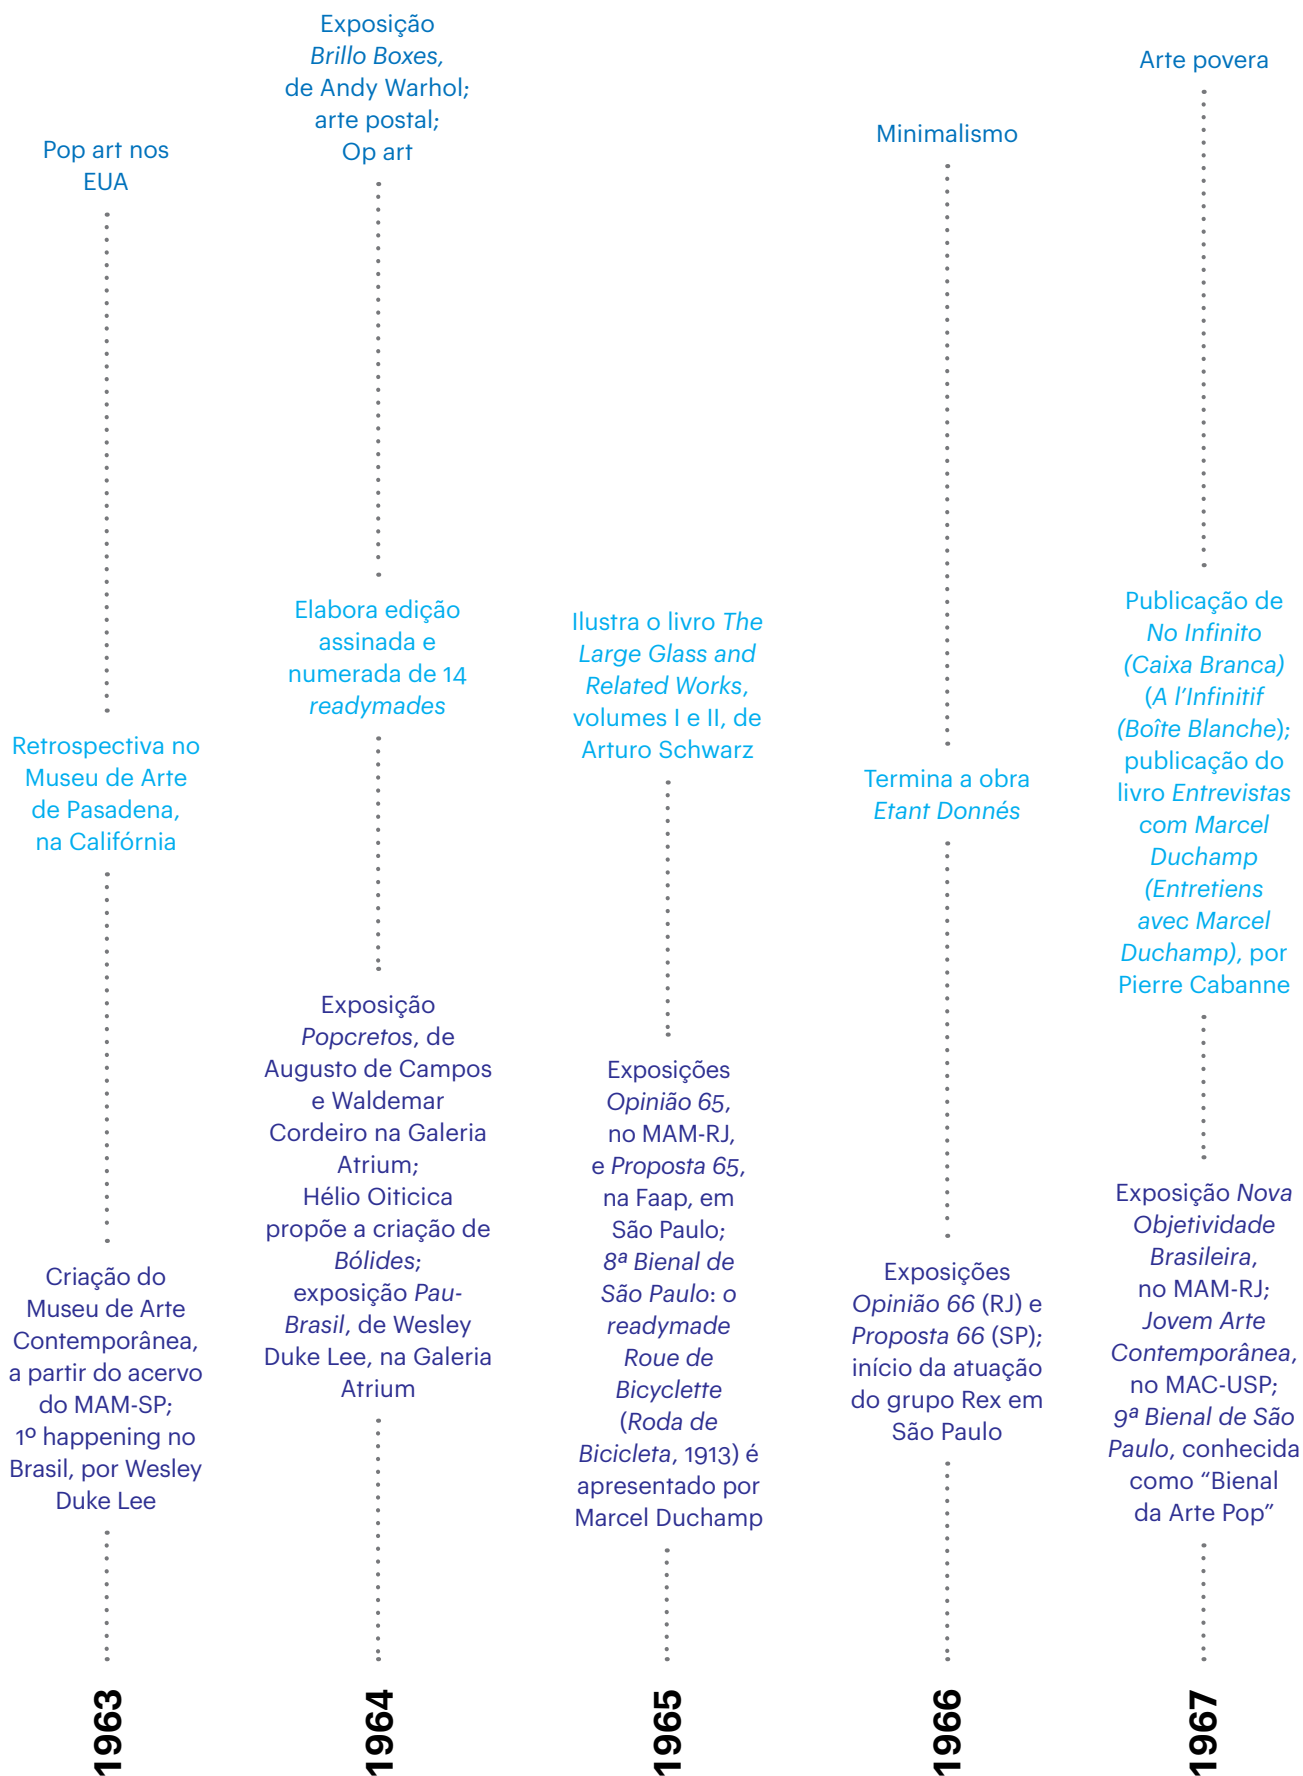 Pop art nos
EUA
Retrospectiva no
Museu de Arte
de Pasadena,
na Califórnia
Criação do
Museu de Arte
Contemporânea,
a partir do acervo
do MAM-SP;
1º happening no
Brasil, por Wesley
Duke Lee
1963
Exposição
Brillo Boxes,
de Andy Warhol;
arte postal;
Op art
Elabora edição
assinada e
numerada de 14
readymades
Exposição
Popcretos, de
Augusto de Campos
e Waldemar
Cordeiro na Galeria
Atrium;
Hélio Oiticica
propõe a criação de
Bólides;
exposição Pau-
Brasil, de Wesley
Duke Lee, na Galeria
Atrium
1964
Ilustra o livro The
Large Glass and
Related Works,
volumes I e II, de
Arturo Schwarz
Exposições
Opinião 65,
no MAM-RJ,
e Proposta 65,
na Faap, em
São Paulo;
8ª Bienal de
São Paulo: o
readymade
Roue de
Bicyclette
(Roda de
Bicicleta, 1913) é
apresentado por
Marcel Duchamp
1965
Minimalismo
Termina a obra
Etant Donnés
Exposições
Opinião 66 (RJ) e
Proposta 66 (SP);
início da atuação
do grupo Rex em
São Paulo
1966
Arte povera
Publicação de
No Infinito
(Caixa Branca)
(A l’Infinitif
(Boîte Blanche);
publicação do
livro Entrevistas
com Marcel
Duchamp
(Entretiens
avec Marcel
Duchamp), por
Pierre Cabanne
Exposição Nova
Objetividade
Brasileira,
no MAM-RJ;
Jovem Arte
Contemporânea,
no MAC-USP;
9ª Bienal de São
Paulo, conhecida
como “Bienal
da Arte Pop”
1967